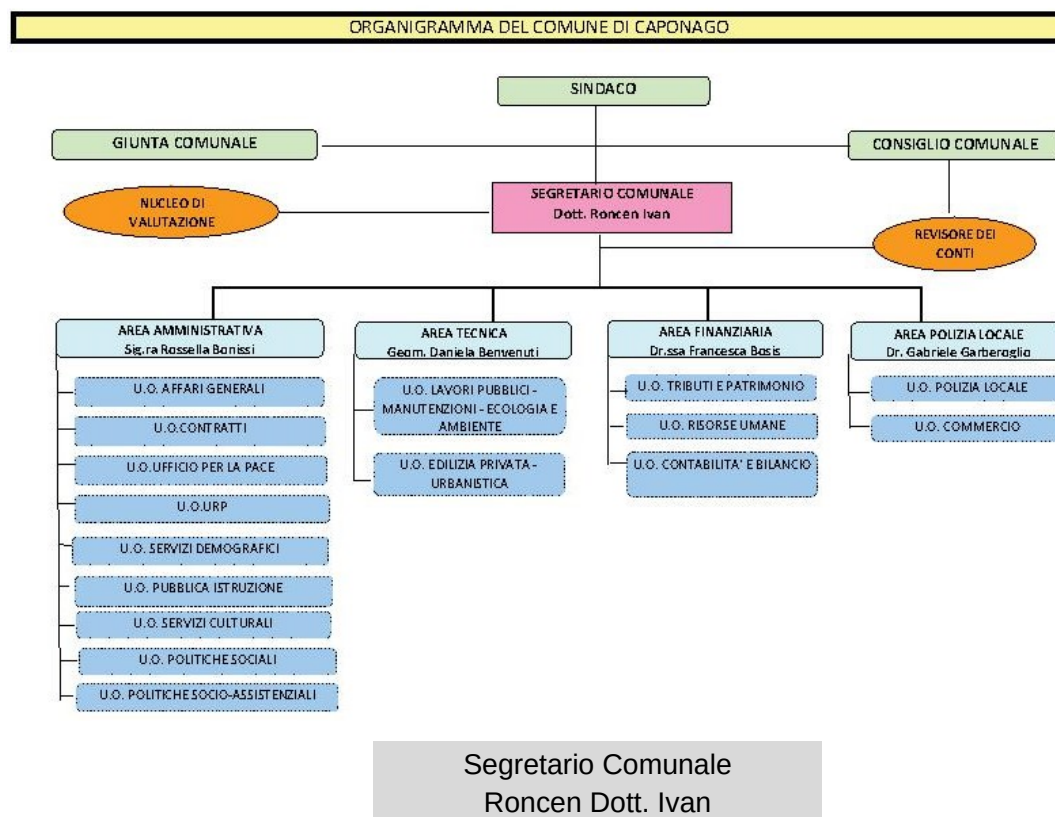 ORGANIGRAMMA DEL COMUNE DI CAPONAGO
SINDACO
GIUNTA COMUNALE
CONSIGLIO COMUNALE
NUCLEO DI
VALUTAZIONE
SEGRETARIO COMUNALE
Dott. Roncen Ivan
REVISORE DEI
CONTI
AREA AMMINISTRATIVA
Sig.ra Rossella Bonissi
U.O. AFFARI GENERALI
U.O.CONTRATTI
U.O.UFFICIO PER LA PACE
U.O.URP
U.O. SERVIZI DEMOGRAFICI
U.O. PUBBLICA ISTRUZIONE
U.O. SERVIZI CULTURALI
U.O. POLITICHE SOCIALI
U.O. POLITICHE SOCIO-ASSISTENZIALI
AREA TECNICA
Geom. Daniela Benvenuti
U.O. LAVORI PUBBLICI -
MANUTENZIONI - ECOLOGIA E
AMBIENTE
U.O. EDILIZIA PRIVATA -
URBANISTICA
AREA FINANZIARIA
Dr.ssa Francesca Basis
U.O. TRIBUTI E PATRIMONIO
U.O. RISORSE UMANE
U.O. CONTABILITA' E BILANCIO
AREA POLIZIA LOCALE
Dr. Gabriele Garberoglio
U.O. POLIZIA LOCALE
U.O. COMMERCIO
Segretario Comunale
Roncen Dott. Ivan